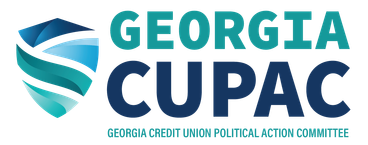 GEORGIA
CUPAC
GEORGIA CREDIT UNION POLITICAL ACTION COMMITTEE